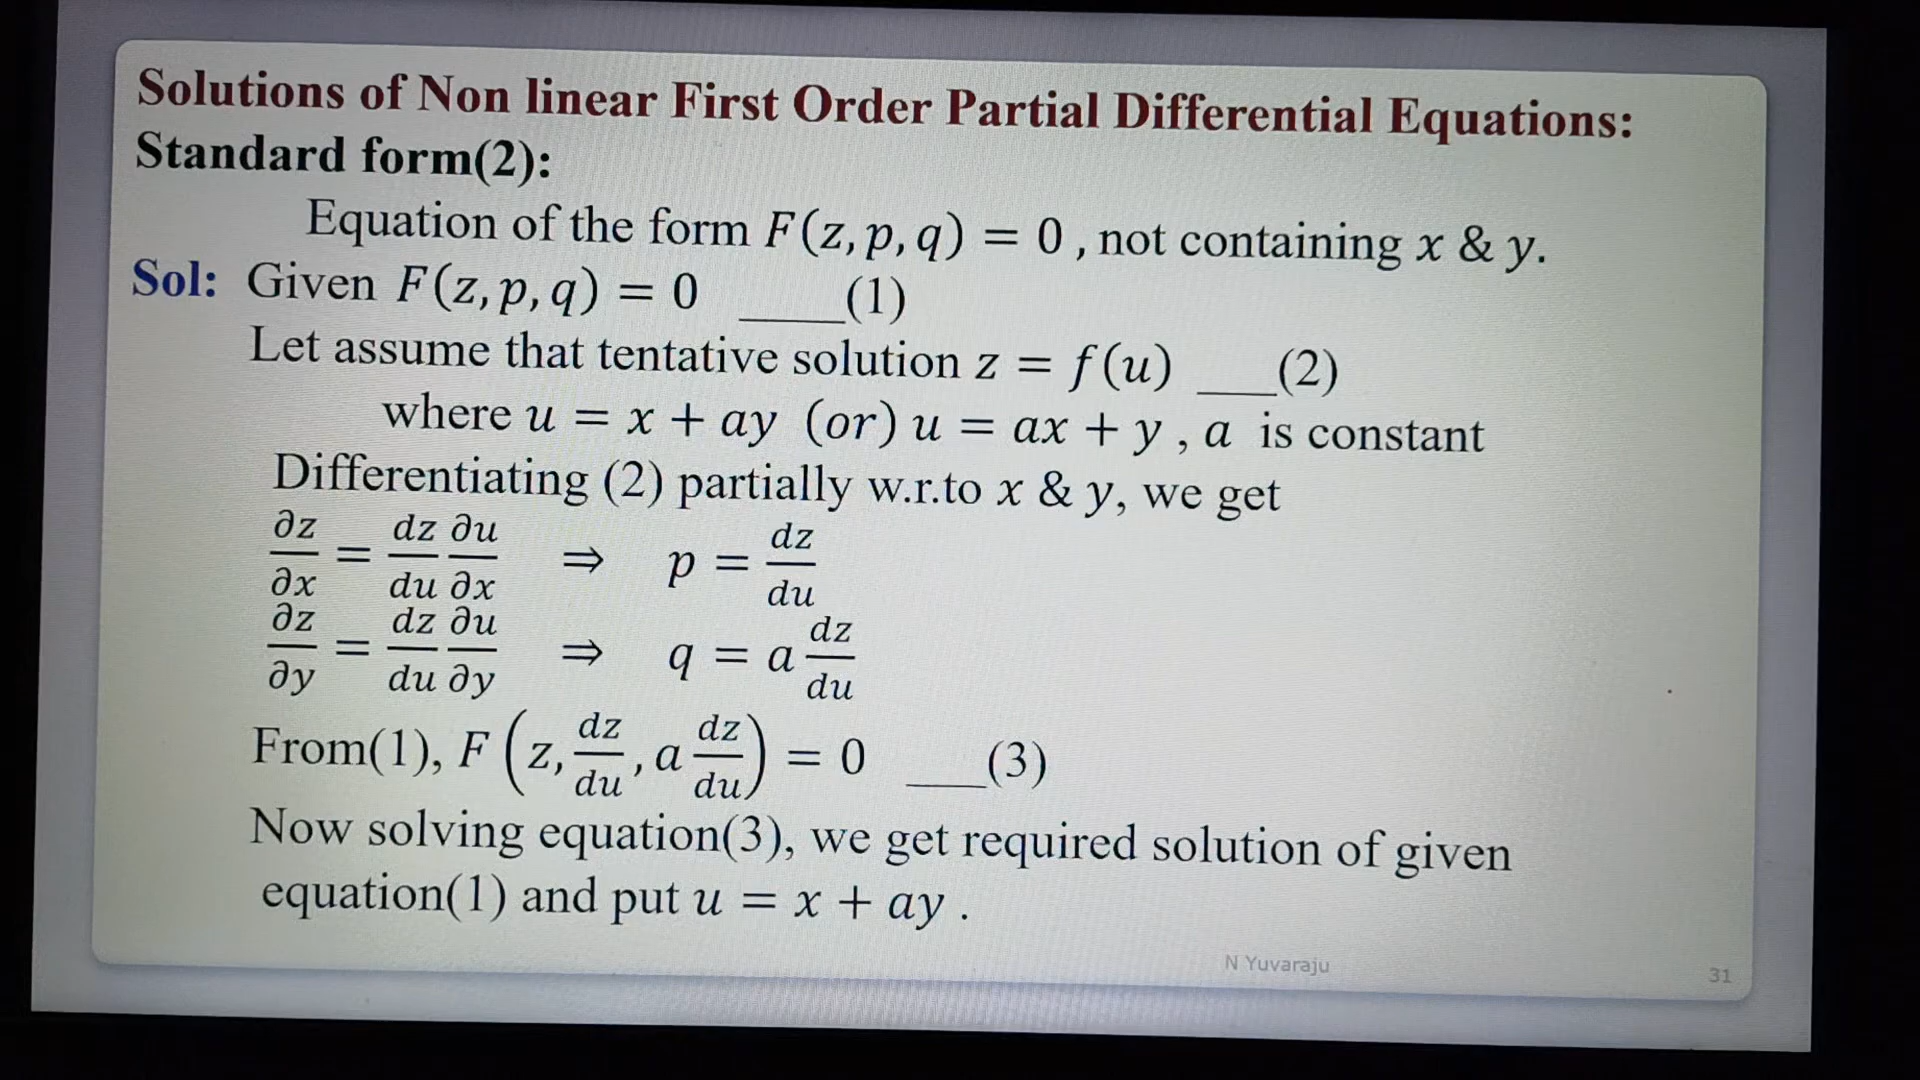 Solutions of Non linear First Order Partial Differential Equations:
Standard form(2):
Equation of the form F(z, p, q) = 0 , not containing x & y.
Sol: Given F(z, p, q) = 0 ____(1)
Let assume that tentative solution z = f(u) ___(2)
where u = x + ay (or) u = ax + y , a is constant
Differentiating (2) partially w.r.to x & y, we get
∂z/∂x = dz/du ∂u/∂x ⇒ p = dz/du
∂z/∂y = dz/du ∂u/∂y ⇒ q = a dz/du
From(1), F (z, dz/du , a dz/du) = 0 ___(3)
Now solving equation(3), we get required solution of given
equation(1) and put u = x + ay .
N Yuvaraju
31